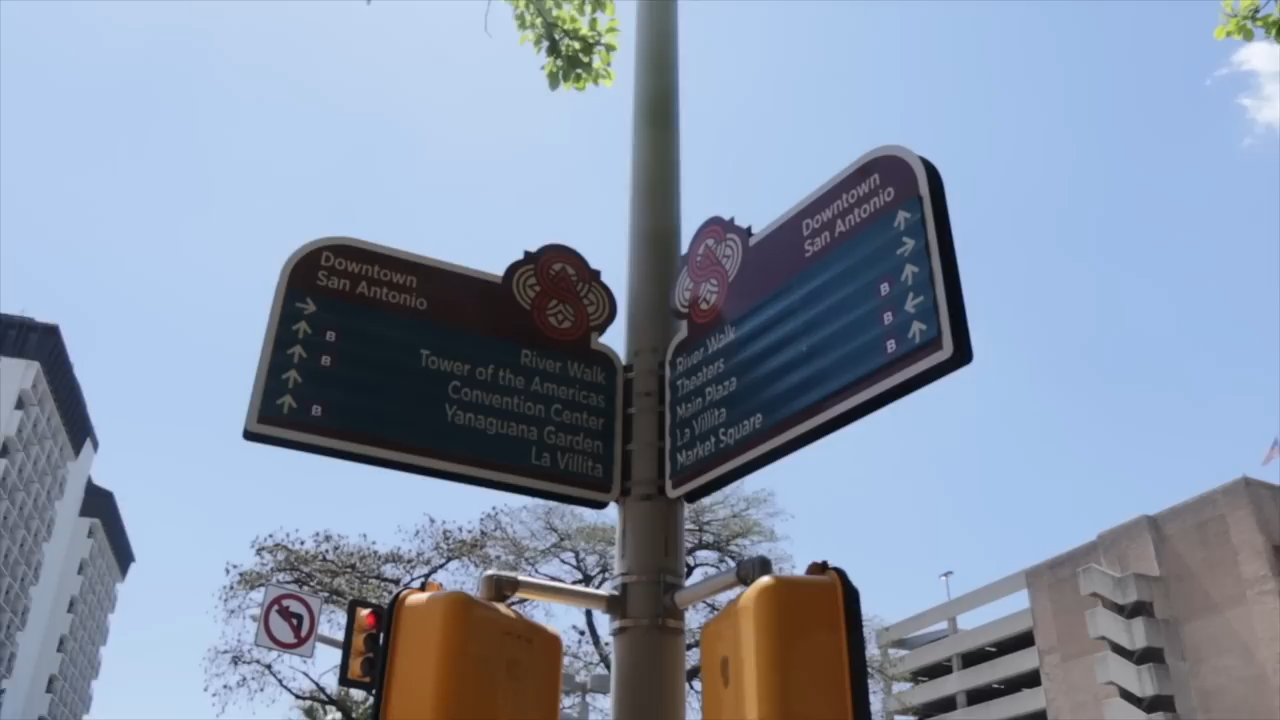 Downtown
San Antonio
→
↑ B
↑ B
↑
↑ B
River Walk
Tower of the Americas
Convention Center
Yanaguana Garden
La Villita
Downtown
San Antonio
River Walk
Theaters
Main Plaza
La Villita
Market Square
↑
→
↑
B ←
B ↑
B